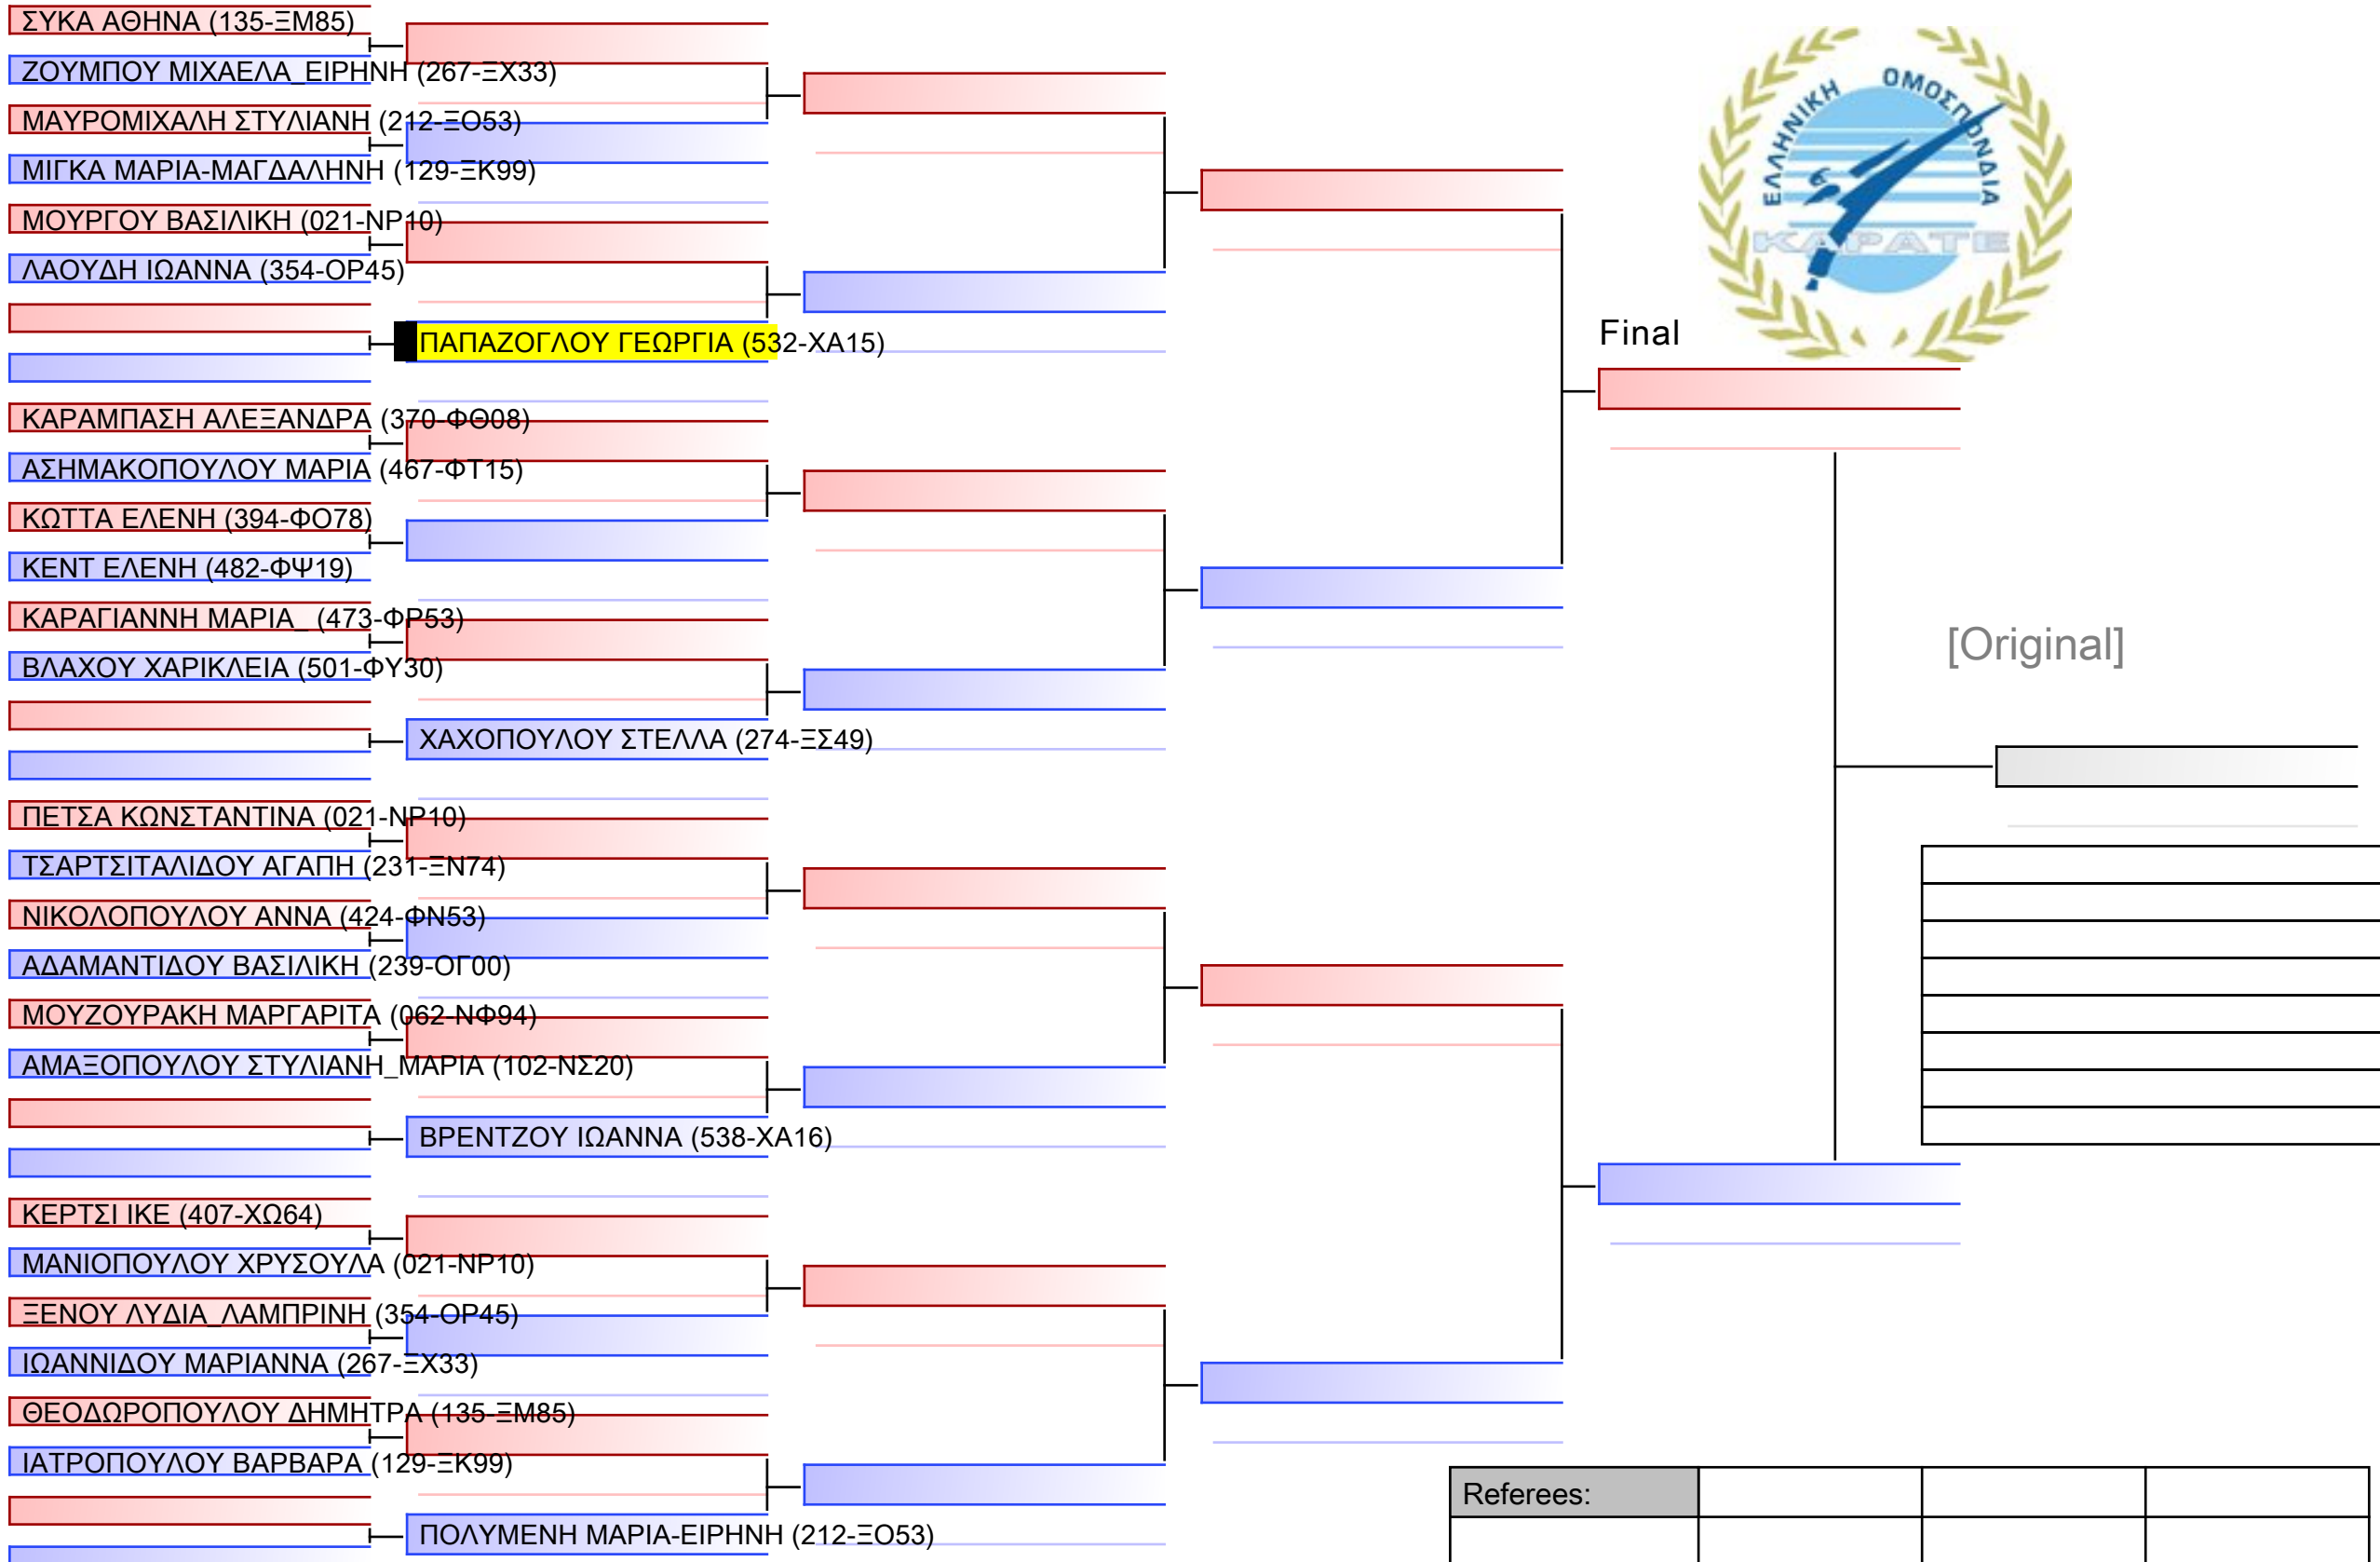 ΣΥΚΑ ΑΘΗΝΑ (135-ΞΜ85)
ΖΟΥΜΠΟΥ ΜΙΧΑΕΛΑ_ΕΙΡΗΝΗ (267-ΞΧ33)
ΜΑΥΡΟΜΙΧΑΛΗ ΣΤΥΛΙΑΝΗ (212-ΞΟ53)
ΜΙΓΚΑ ΜΑΡΙΑ-ΜΑΓΔΑΛΗΝΗ (129-ΞΚ99)
ΜΟΥΡΓΟΥ ΒΑΣΙΛΙΚΗ (021-ΝΡ10)
ΛΑΟΥΔΗ ΙΩΑΝΝΑ (354-ΟΡ45)
ΠΑΠΑΖΟΓΛΟΥ ΓΕΩΡΓΙΑ (532-ΧΑ15)
ΚΑΡΑΜΠΑΣΗ ΑΛΕΞΑΝΔΡΑ (370-ΦΘ08)
ΑΣΗΜΑΚΟΠΟΥΛΟΥ ΜΑΡΙΑ (467-ΦΤ15)
ΚΩΤΤΑ ΕΛΕΝΗ (394-ΦΟ78)
ΚΕΝΤ ΕΛΕΝΗ (482-ΦΨ19)
ΚΑΡΑΓΙΑΝΝΗ ΜΑΡΙΑ_ (473-ΦΡ53)
ΒΛΑΧΟΥ ΧΑΡΙΚΛΕΙΑ (501-ΦΥ30)
ΧΑΧΟΠΟΥΛΟΥ ΣΤΕΛΛΑ (274-ΞΣ49)
ΠΕΤΣΑ ΚΩΝΣΤΑΝΤΙΝΑ (021-ΝΡ10)
ΤΣΑΡΤΣΙΤΑΛΙΔΟΥ ΑΓΑΠΗ (231-ΞΝ74)
ΝΙΚΟΛΟΠΟΥΛΟΥ ΑΝΝΑ (424-ΦΝ53)
ΑΔΑΜΑΝΤΙΔΟΥ ΒΑΣΙΛΙΚΗ (239-ΟΓ00)
ΜΟΥΖΟΥΡΑΚΗ ΜΑΡΓΑΡΙΤΑ (062-ΝΦ94)
ΑΜΑΞΟΠΟΥΛΟΥ ΣΤΥΛΙΑΝΗ_ΜΑΡΙΑ (102-ΝΣ20)
ΒΡΕΝΤΖΟΥ ΙΩΑΝΝΑ (538-ΧΑ16)
ΚΕΡΤΣΙ ΙΚΕ (407-ΧΩ64)
ΜΑΝΙΟΠΟΥΛΟΥ ΧΡΥΣΟΥΛΑ (021-ΝΡ10)
ΞΕΝΟΥ ΛΥΔΙΑ_ΛΑΜΠΡΙΝΗ (354-ΟΡ45)
ΙΩΑΝΝΙΔΟΥ ΜΑΡΙΑΝΝΑ (267-ΞΧ33)
ΘΕΟΔΩΡΟΠΟΥΛΟΥ ΔΗΜΗΤΡΑ (135-ΞΜ85)
ΙΑΤΡΟΠΟΥΛΟΥ ΒΑΡΒΑΡΑ (129-ΞΚ99)
ΠΟΛΥΜΕΝΗ ΜΑΡΙΑ-ΕΙΡΗΝΗ (212-ΞΟ53)
ΕΛΛΗΝΙΚΗ ΟΜΟΣΠΟΝΔΙΑ
ΚΑΡΑΤΕ
Final
[Original]
Referees: